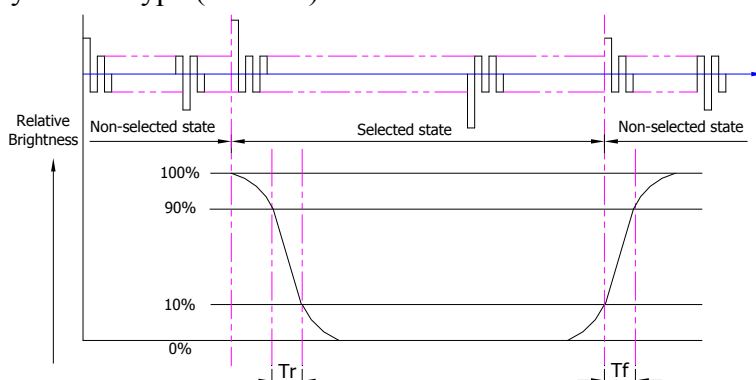 Relative
Brightness
Non-selected state
Selected state
Non-selected state
100%
90%
10%
0%
Tr
Tf